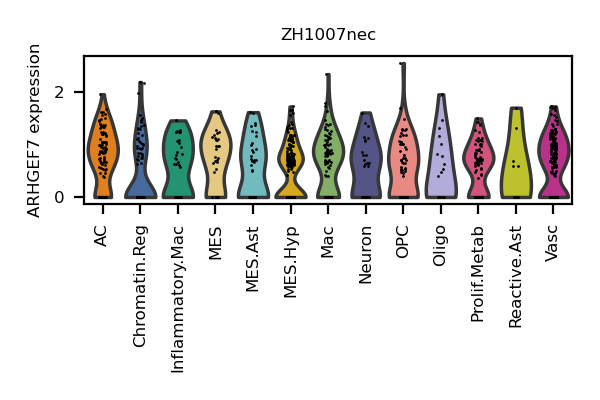 ZH1007nec
ARHGEF7 expression
2
0
AC
Chromatin.Reg
Inflammatory.Mac
MES
MES.Ast
MES.Hyp
Mac
Neuron
OPC
Oligo
Prolif.Metab
Reactive.Ast
Vasc